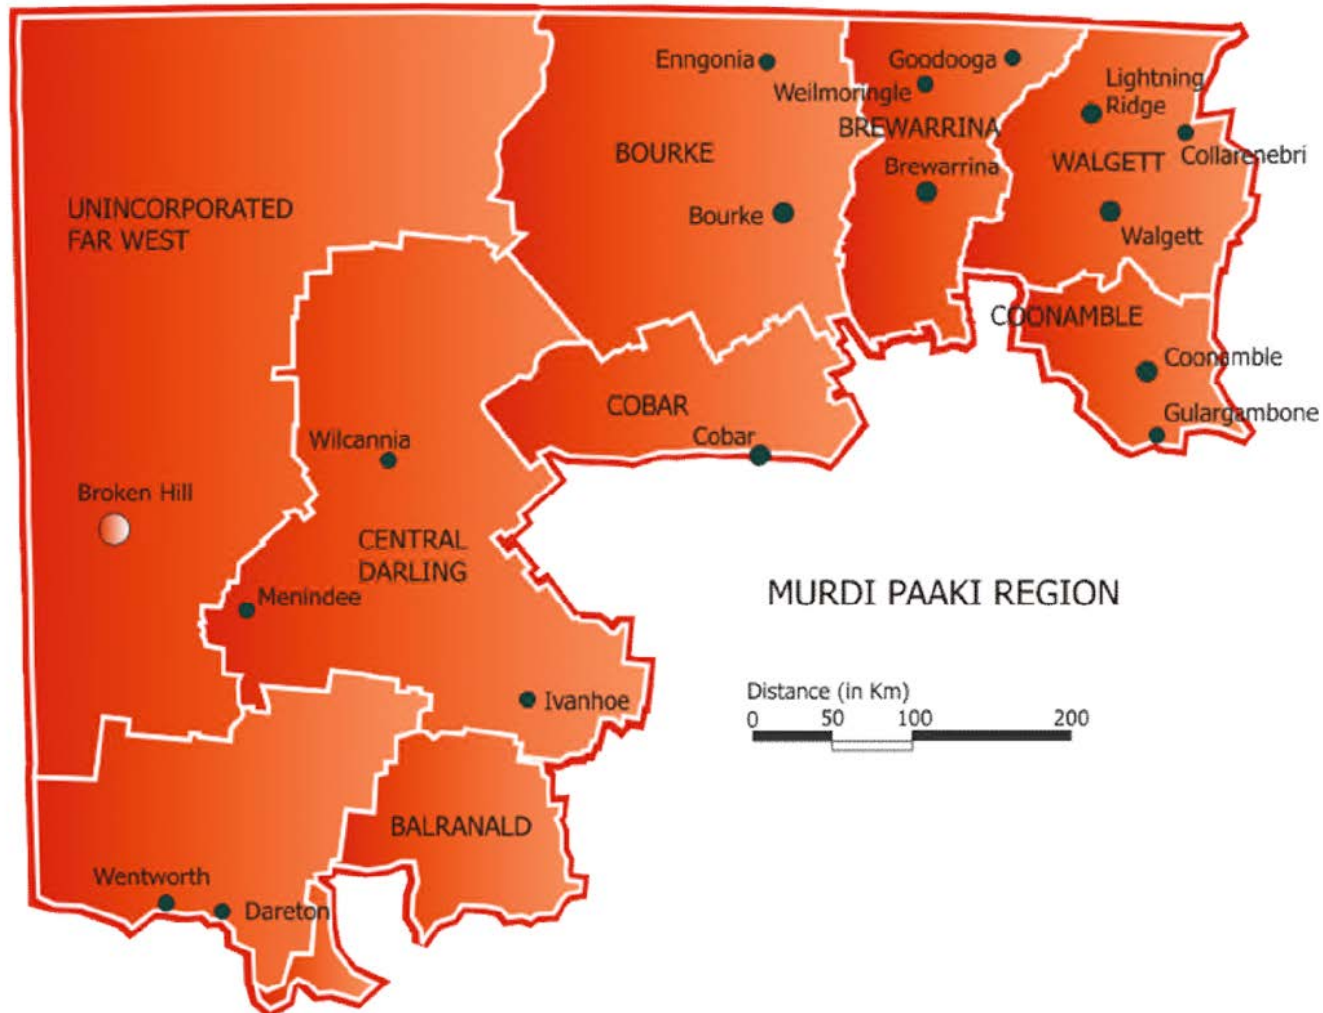 Enngonia
Goodooga
Weilmoringle
Lightning
Ridge
BREWARRINA
BOURKE
WALGETT
Collarenebri
Brewarrina
UNINCORPORATED
FAR WEST
Bourke
Walgett
COONAMBLE
Coonamble
COBAR
Gulargambone
Cobar
Wilcannia
Broken Hill
CENTRAL
DARLING
Menindee
MURDI PAAKI REGION
Ivanhoe
Distance (in Km)
0 50 100 200
BALRANALD
Wentworth
Dareton